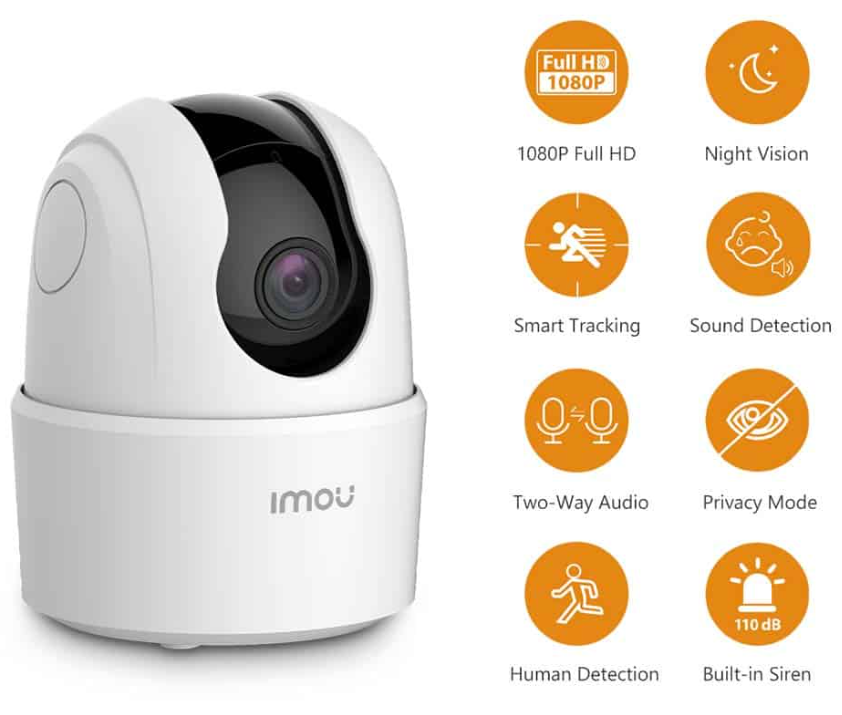 imou
Full HD
1080P
1080P Full HD
Night Vision
Smart Tracking
Sound Detection
Two-Way Audio
Privacy Mode
Human Detection
110 dB
Built-in Siren